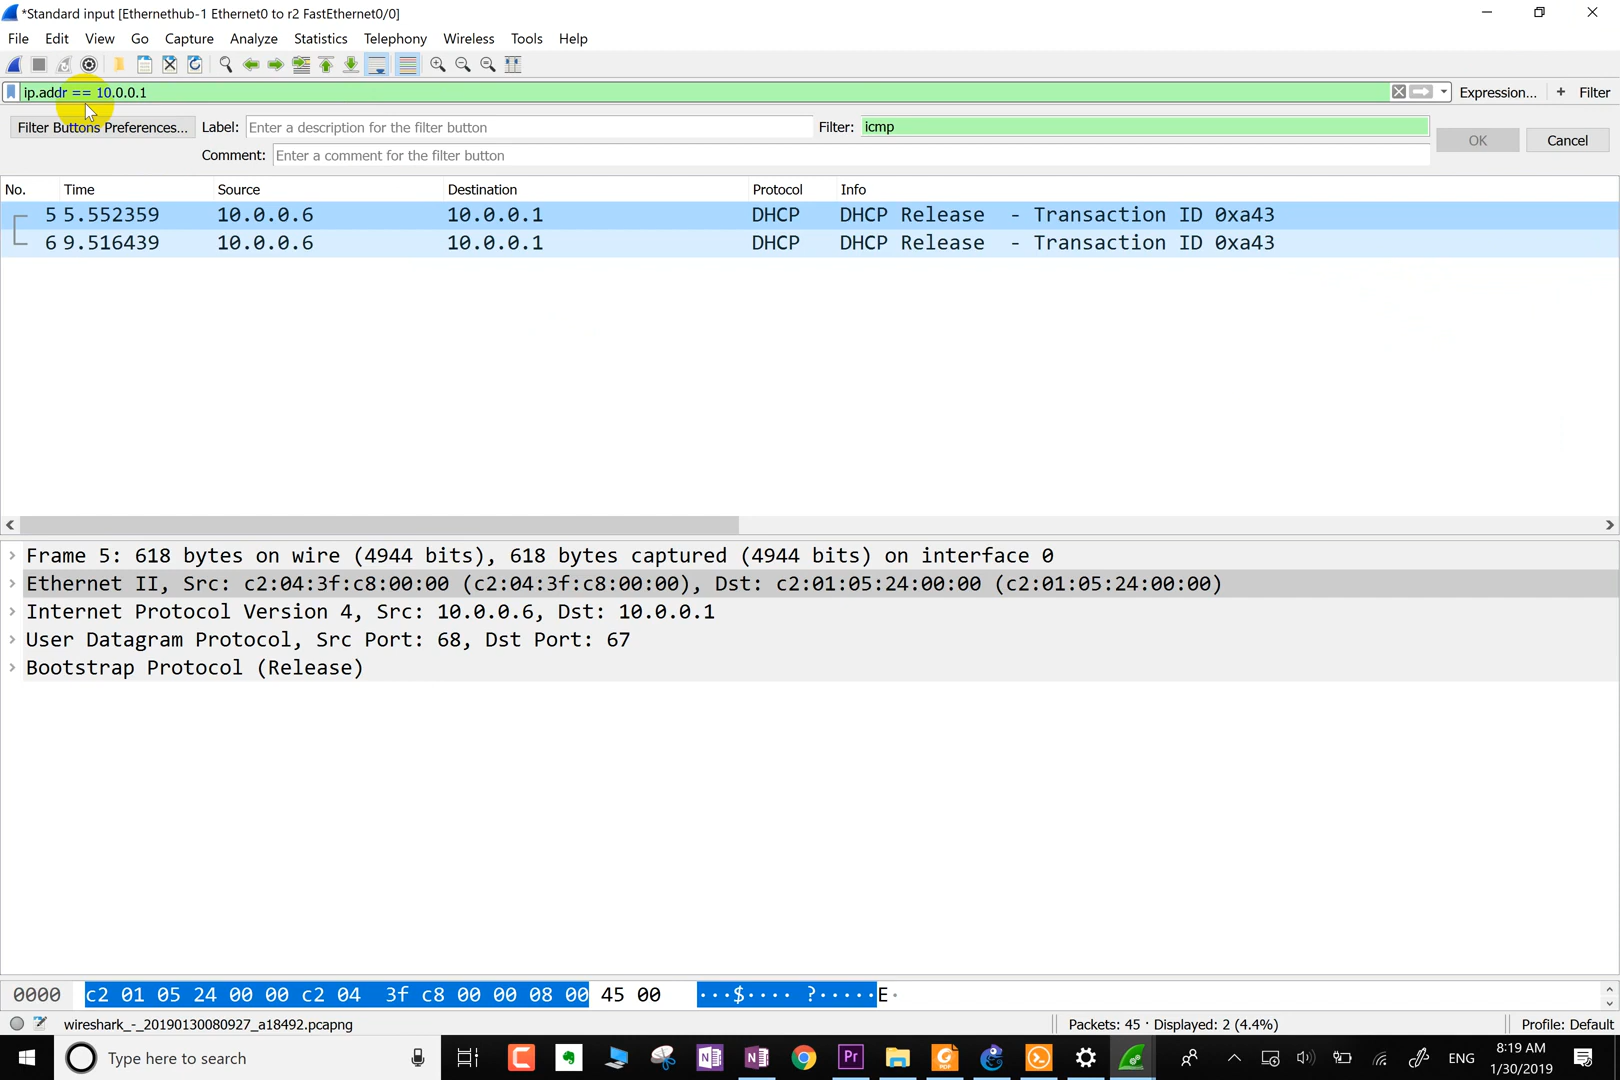 *Standard input [Ethernethub-1 Ethernet0 to r2 FastEthernet0/0]
File Edit View Go Capture Analyze Statistics Telephony Wireless Tools Help
ip.addr == 10.0.0.1 Expression... + Filter
Filter Buttons Preferences... Label: Enter a description for the filter button Filter: icmp OK Cancel
Comment: Enter a comment for the filter button
No. Time Source Destination Protocol Info
5 5.552359 10.0.0.6 10.0.0.1 DHCP DHCP Release - Transaction ID 0xa43
6 9.516439 10.0.0.6 10.0.0.1 DHCP DHCP Release - Transaction ID 0xa43
Frame 5: 618 bytes on wire (4944 bits), 618 bytes captured (4944 bits) on interface 0
Ethernet II, Src: c2:04:3f:c8:00:00 (c2:04:3f:c8:00:00), Dst: c2:01:05:24:00:00 (c2:01:05:24:00:00)
Internet Protocol Version 4, Src: 10.0.0.6, Dst: 10.0.0.1
User Datagram Protocol, Src Port: 68, Dst Port: 67
Bootstrap Protocol (Release)
0000 c2 01 05 24 00 00 c2 04 3f c8 00 00 08 00 45 00 ···$···· ?·····E·
wireshark_-_20190130080927_a18492.pcapng Packets: 45 · Displayed: 2 (4.4%) Profile: Default
Type here to search Pr PDF ENG 8:19 AM
1/30/2019